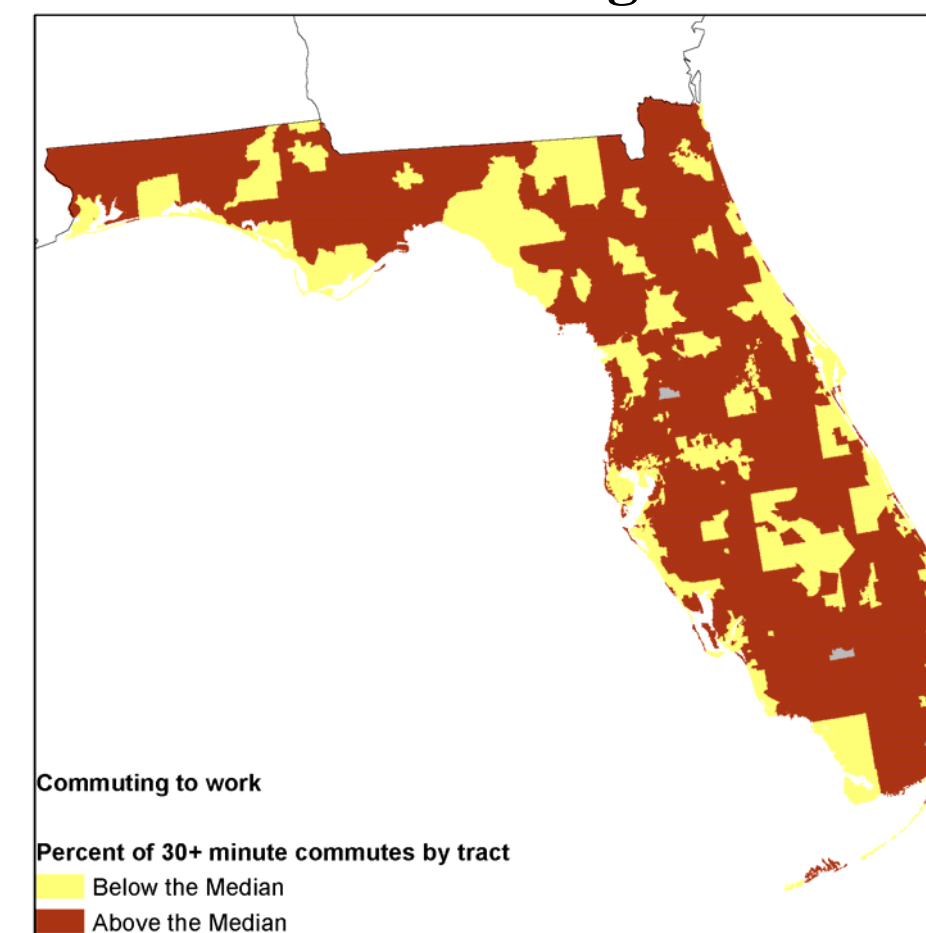 Commuting to work
Percent of 30+ minute commutes by tract
Below the Median
Above the Median